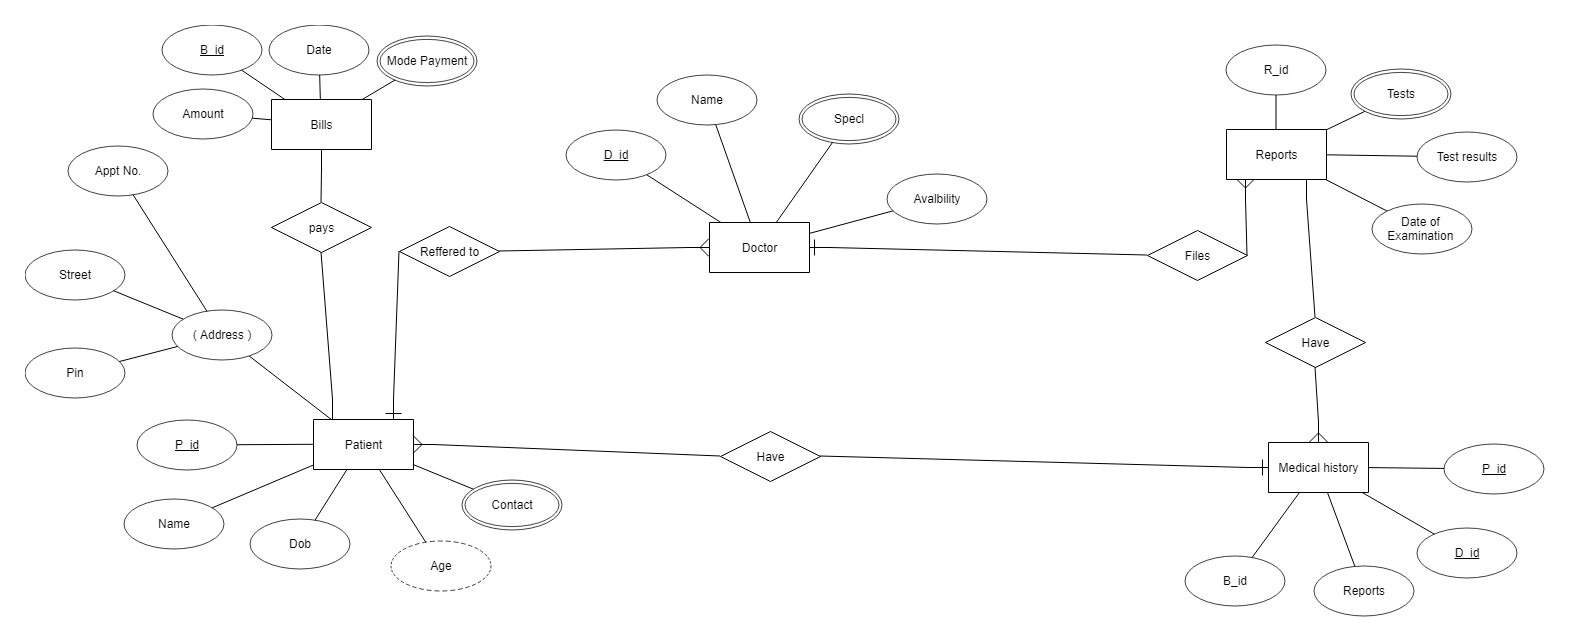 B_id
Date
Mode Payment
Amount
Bills
Appt No.
pays
Street
( Address )
Pin
P_id
Patient
Name
Dob
Age
Contact
Reffered to
Name
Specl
D_id
Avalbility
Doctor
R_id
Tests
Reports
Test results
Date of
Examination
Files
Have
Have
Medical history
P_id
D_id
B_id
Reports